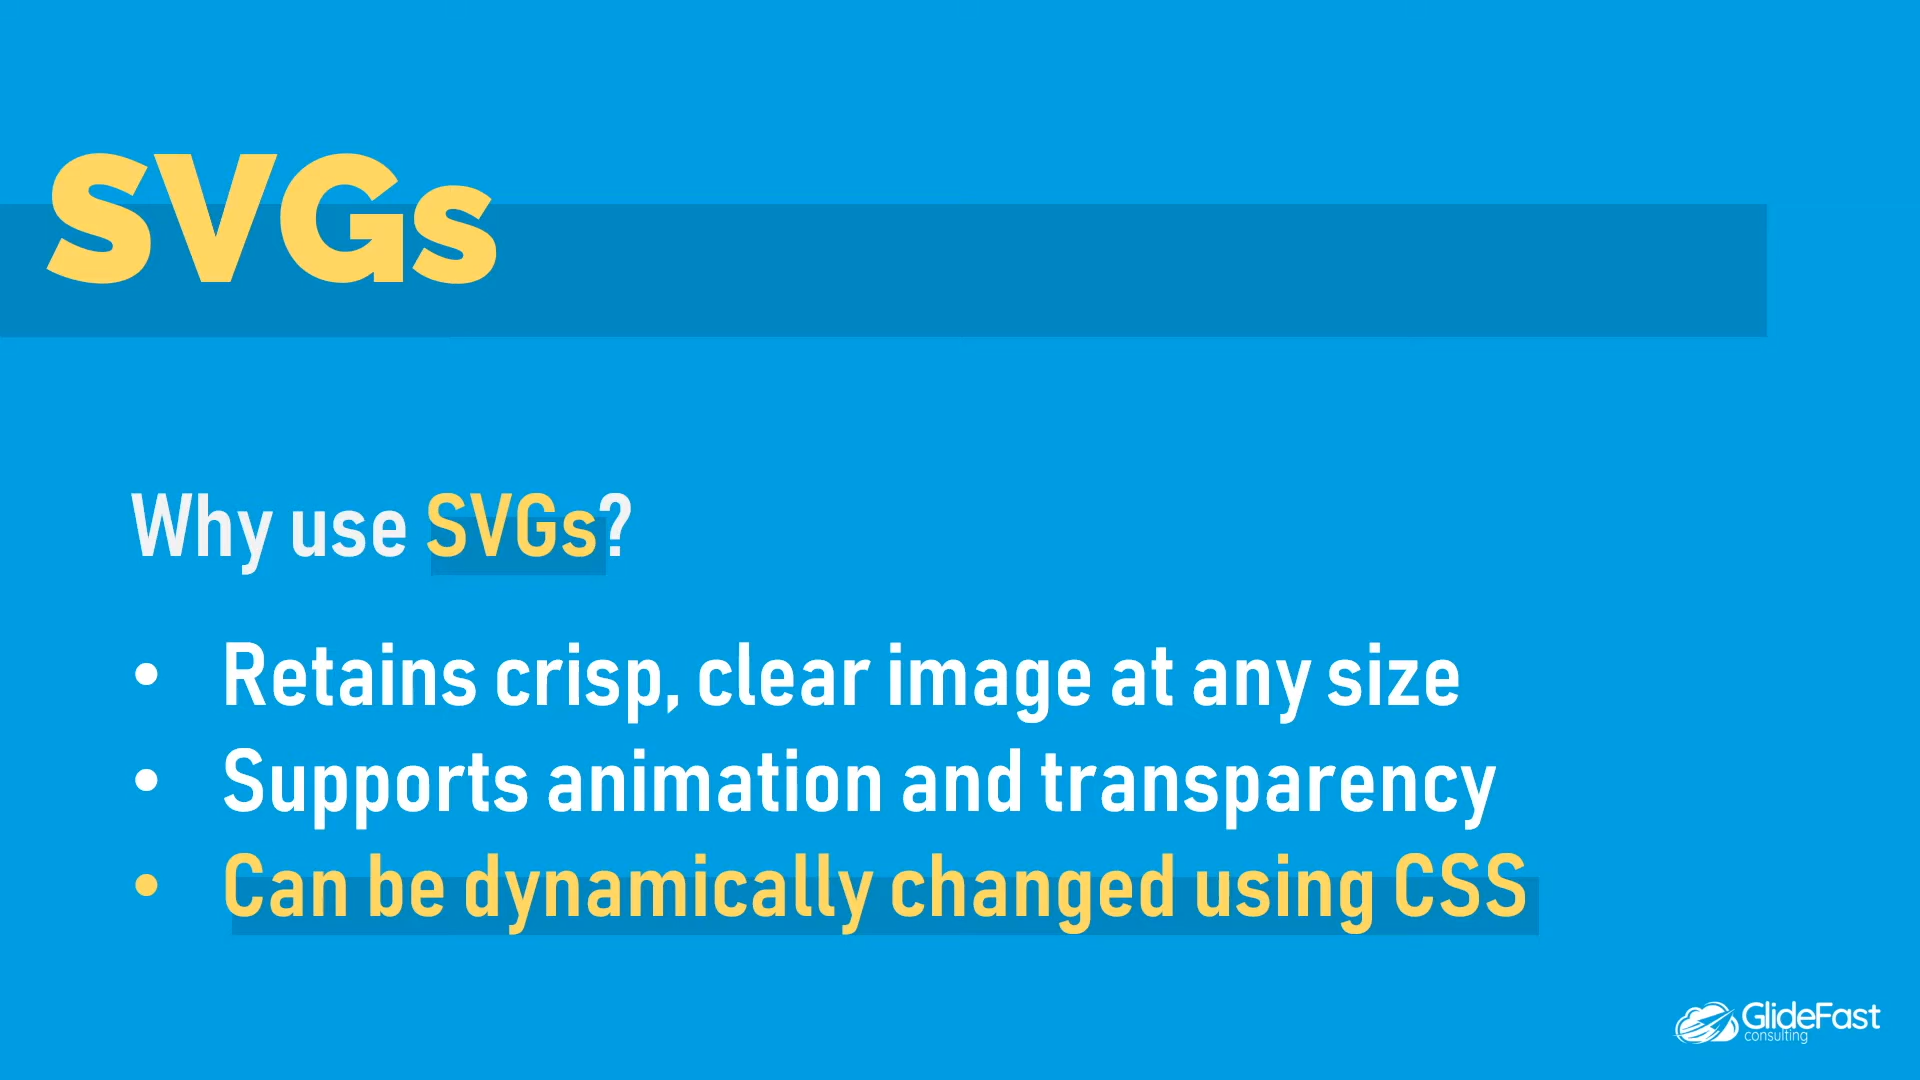 SVGs
Why use SVGs?
• Retains crisp, clear image at any size
• Supports animation and transparency
• Can be dynamically changed using CSS
GlideFast
consulting